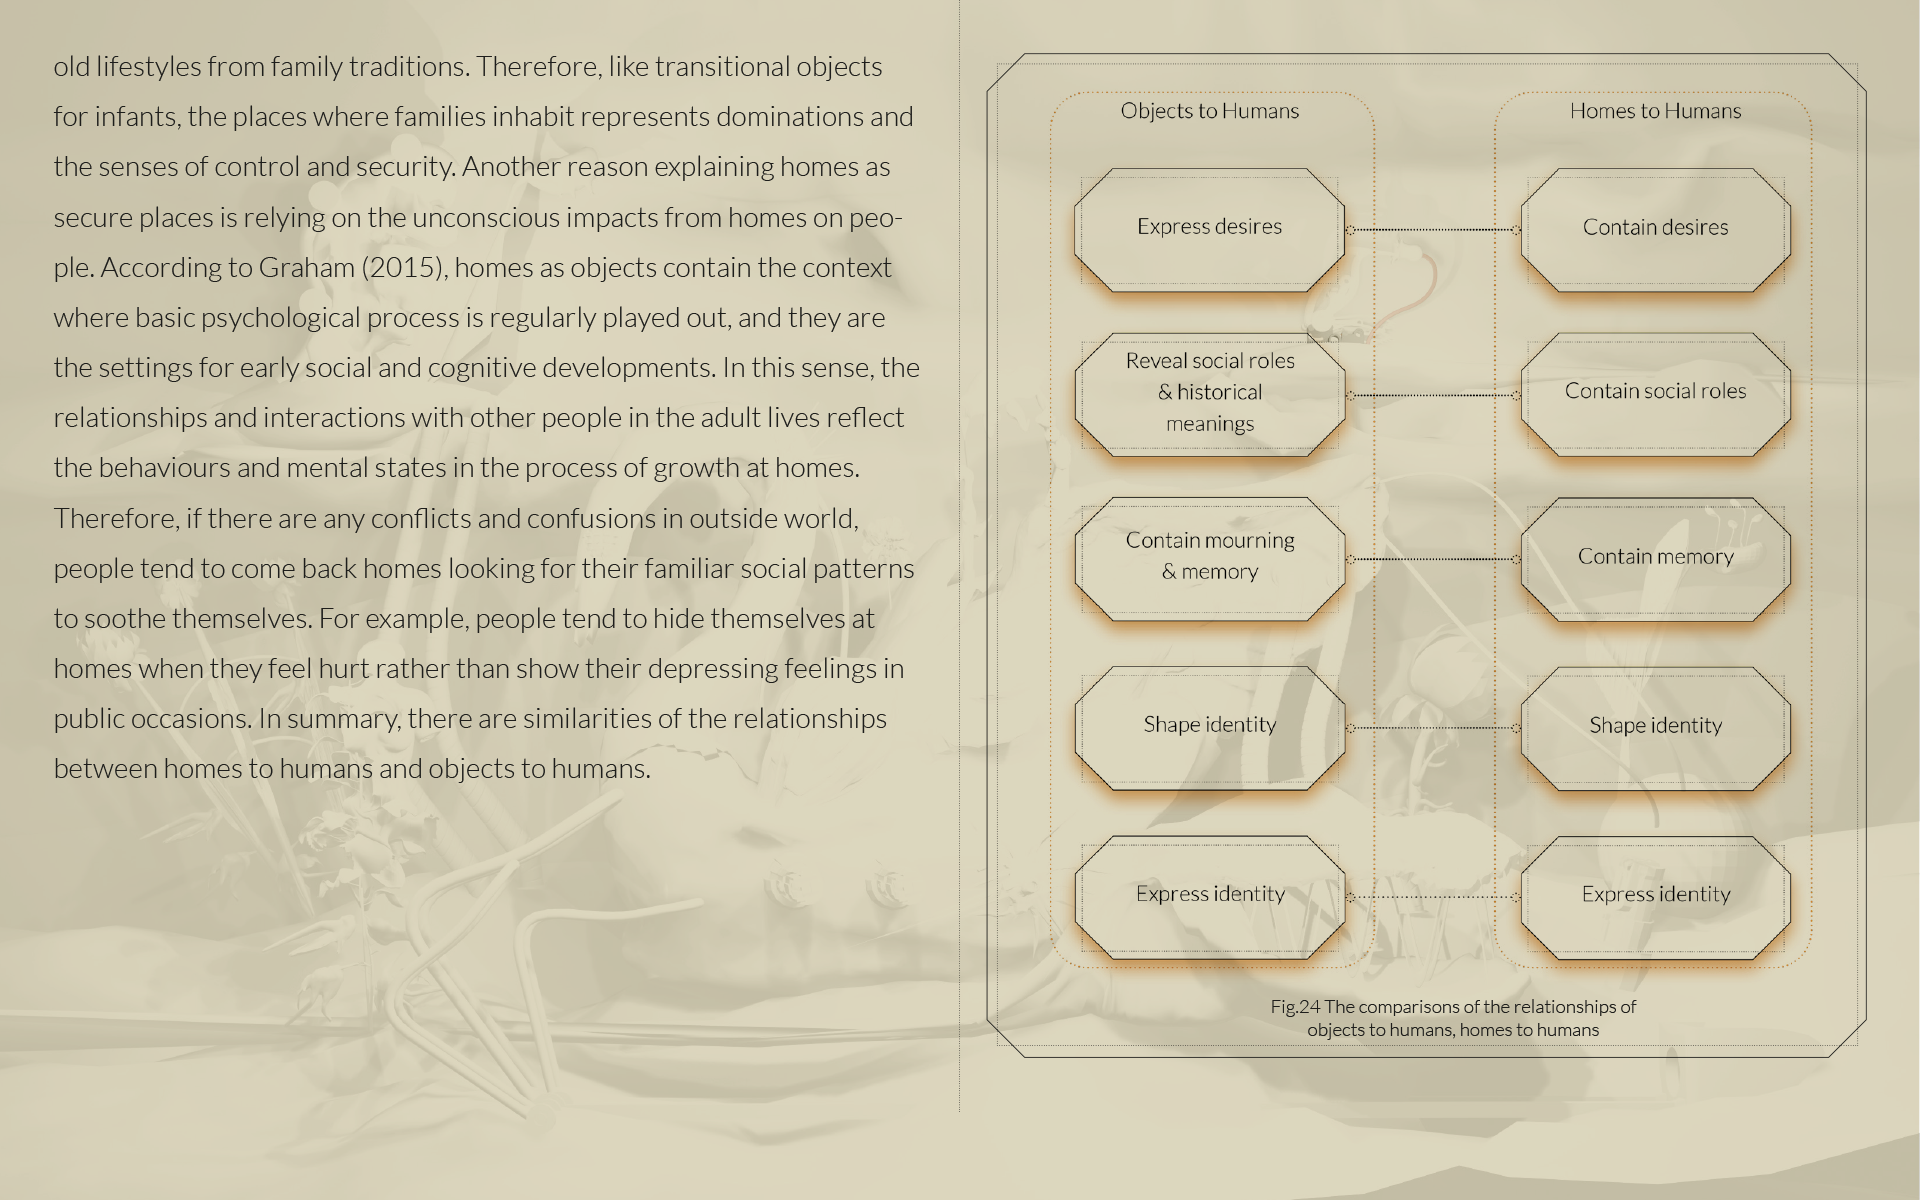 old lifestyles from family traditions. Therefore, like transitional objects
for infants, the places where families inhabit represents dominations and
the senses of control and security. Another reason explaining homes as
secure places is relying on the unconscious impacts from homes on peo-
ple. According to Graham (2015), homes as objects contain the context
where basic psychological process is regularly played out, and they are
the settings for early social and cognitive developments. In this sense, the
relationships and interactions with other people in the adult lives reflect
the behaviours and mental states in the process of growth at homes.
Therefore, if there are any conflicts and confusions in outside world,
people tend to come back homes looking for their familiar social patterns
to soothe themselves. For example, people tend to hide themselves at
homes when they feel hurt rather than show their depressing feelings in
public occasions. In summary, there are similarities of the relationships
between homes to humans and objects to humans.
Objects to Humans
Homes to Humans
Express desires
Contain desires
Reveal social roles
& historical
meanings
Contain social roles
Contain mourning
& memory
Contain memory
Shape identity
Shape identity
Express identity
Express identity
Fig.24 The comparisons of the relationships of
objects to humans, homes to humans